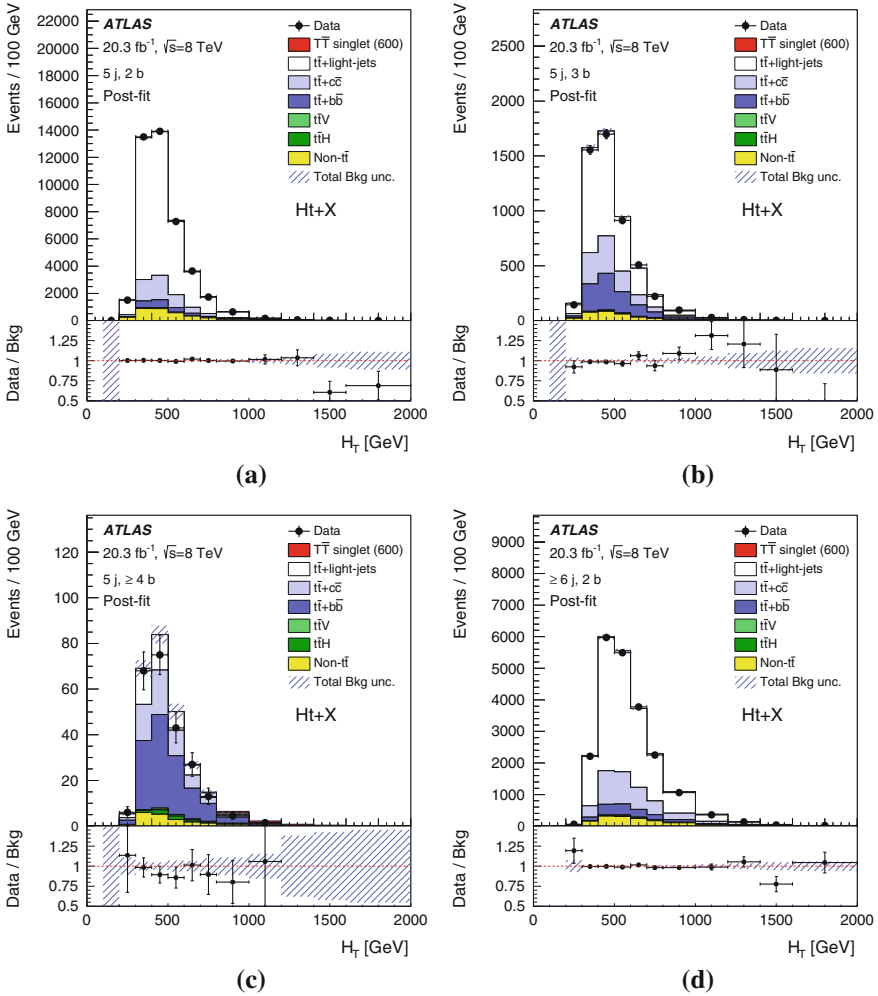 Events / 100 GeV
22000
20000
18000
16000
14000
12000
10000
8000
6000
4000
2000
0
ATLAS
20.3 fb⁻¹, √s=8 TeV
5 j, 2 b
Post-fit
Data
TT̄ singlet (600)
tt̄+light-jets
tt̄+cc̄
tt̄+bb̄
tt̄V
tt̄H
Non-tt̄
Total Bkg unc.
Ht+X
Data / Bkg
1.25
1
0.75
0.5
0 500 1000 1500 2000
H_T [GeV]
(a)
Events / 100 GeV
2500
2000
1500
1000
500
0
ATLAS
20.3 fb⁻¹, √s=8 TeV
5 j, 3 b
Post-fit
Data
TT̄ singlet (600)
tt̄+light-jets
tt̄+cc̄
tt̄+bb̄
tt̄V
tt̄H
Non-tt̄
Total Bkg unc.
Ht+X
Data / Bkg
1.25
1
0.75
0.5
0 500 1000 1500 2000
H_T [GeV]
(b)
Events / 100 GeV
120
100
80
60
40
20
0
ATLAS
20.3 fb⁻¹, √s=8 TeV
5 j, ≥ 4 b
Post-fit
Data
TT̄ singlet (600)
tt̄+light-jets
tt̄+cc̄
tt̄+bb̄
tt̄V
tt̄H
Non-tt̄
Total Bkg unc.
Ht+X
Data / Bkg
1.25
1
0.75
0.5
0 500 1000 1500 2000
H_T [GeV]
(c)
Events / 100 GeV
9000
8000
7000
6000
5000
4000
3000
2000
1000
0
ATLAS
20.3 fb⁻¹, √s=8 TeV
≥ 6 j, 2 b
Post-fit
Data
TT̄ singlet (600)
tt̄+light-jets
tt̄+cc̄
tt̄+bb̄
tt̄V
tt̄H
Non-tt̄
Total Bkg unc.
Ht+X
Data / Bkg
1.25
1
0.75
0.5
0 500 1000 1500 2000
H_T [GeV]
(d)